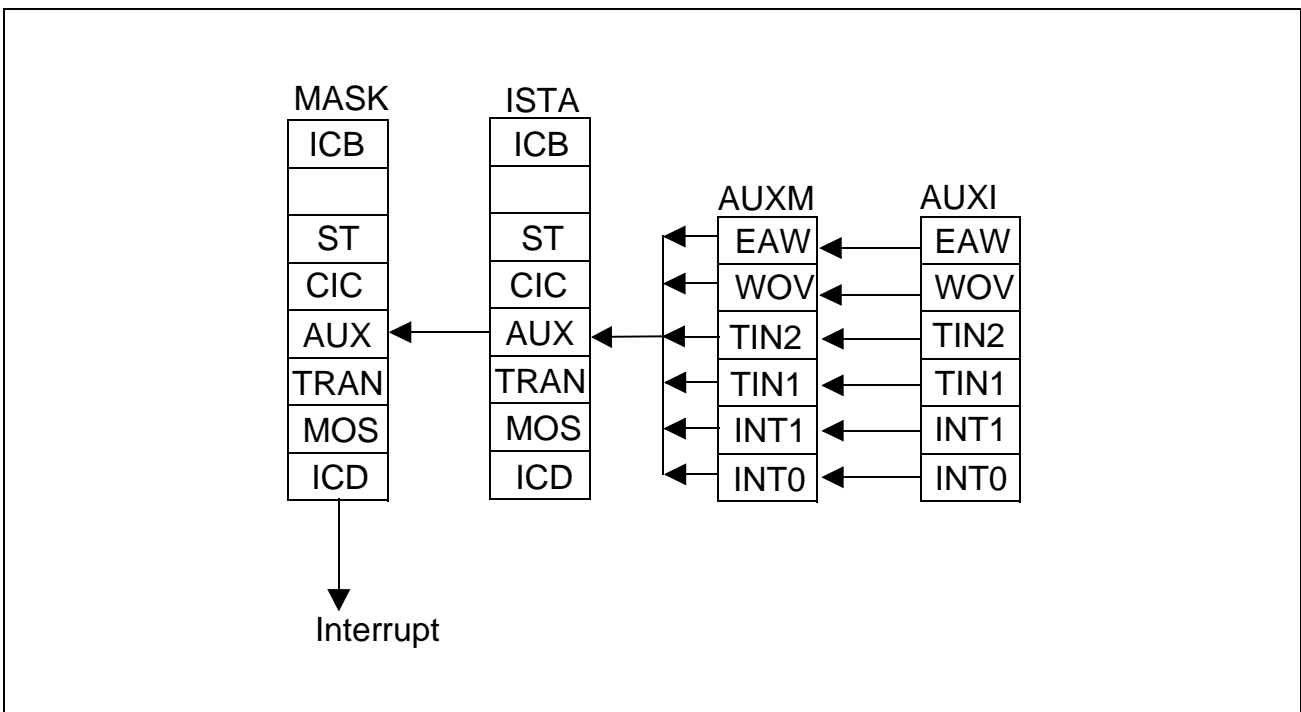 MASK
ICB
ST
CIC
AUX
TRAN
MOS
ICD
Interrupt
ISTA
ICB
ST
CIC
AUX
TRAN
MOS
ICD
AUXM
EAW
WOV
TIN2
TIN1
INT1
INT0
AUXI
EAW
WOV
TIN2
TIN1
INT1
INT0